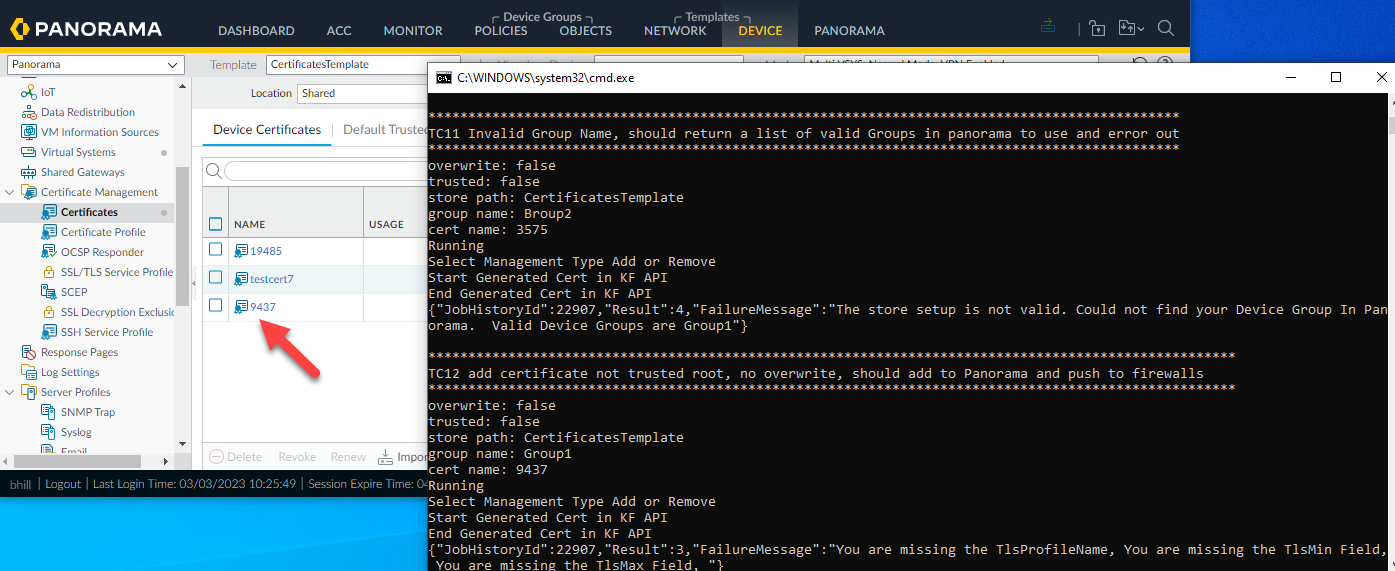 PANORAMA
DASHBOARD
ACC
MONITOR
Device Groups
POLICIES
OBJECTS
Templates
NETWORK
DEVICE
PANORAMA
Panorama
Template
CertificatesTemplate
IoT
Data Redistribution
VM Information Sources
Virtual Systems
Shared Gateways
Certificate Management
Certificates
Certificate Profile
OCSP Responder
SSL/TLS Service Profile
SCEP
SSL Decryption Exclusic
SSH Service Profile
Response Pages
Log Settings
Server Profiles
SNMP Trap
Syslog
Email
Location
Shared
Device Certificates
Default Trusted
NAME
USAGE
19485
testcert7
9437
Delete
Revoke
Renew
Impor
bhill | Logout | Last Login Time: 03/03/2023 10:25:49 | Session Expire Time: 04
C:\WINDOWS\system32\cmd.exe
TC11 Invalid Group Name, should return a list of valid Groups in panorama to use and error out
overwrite: false
trusted: false
store path: CertificatesTemplate
group name: Broup2
cert name: 3575
Running
Select Management Type Add or Remove
Start Generated Cert in KF API
End Generated Cert in KF API
{"JobHistoryId":22907,"Result":4,"FailureMessage":"The store setup is not valid. Could not find your Device Group In Pan
orama.  Valid Device Groups are Group1"}
TC12 add certificate not trusted root, no overwrite, should add to Panorama and push to firewalls
overwrite: false
trusted: false
store path: CertificatesTemplate
group name: Group1
cert name: 9437
Running
Select Management Type Add or Remove
Start Generated Cert in KF API
End Generated Cert in KF API
{"JobHistoryId":22907,"Result":3,"FailureMessage":"You are missing the TlsProfileName, You are missing the TlsMin Field,
 You are missing the TlsMax Field, "}